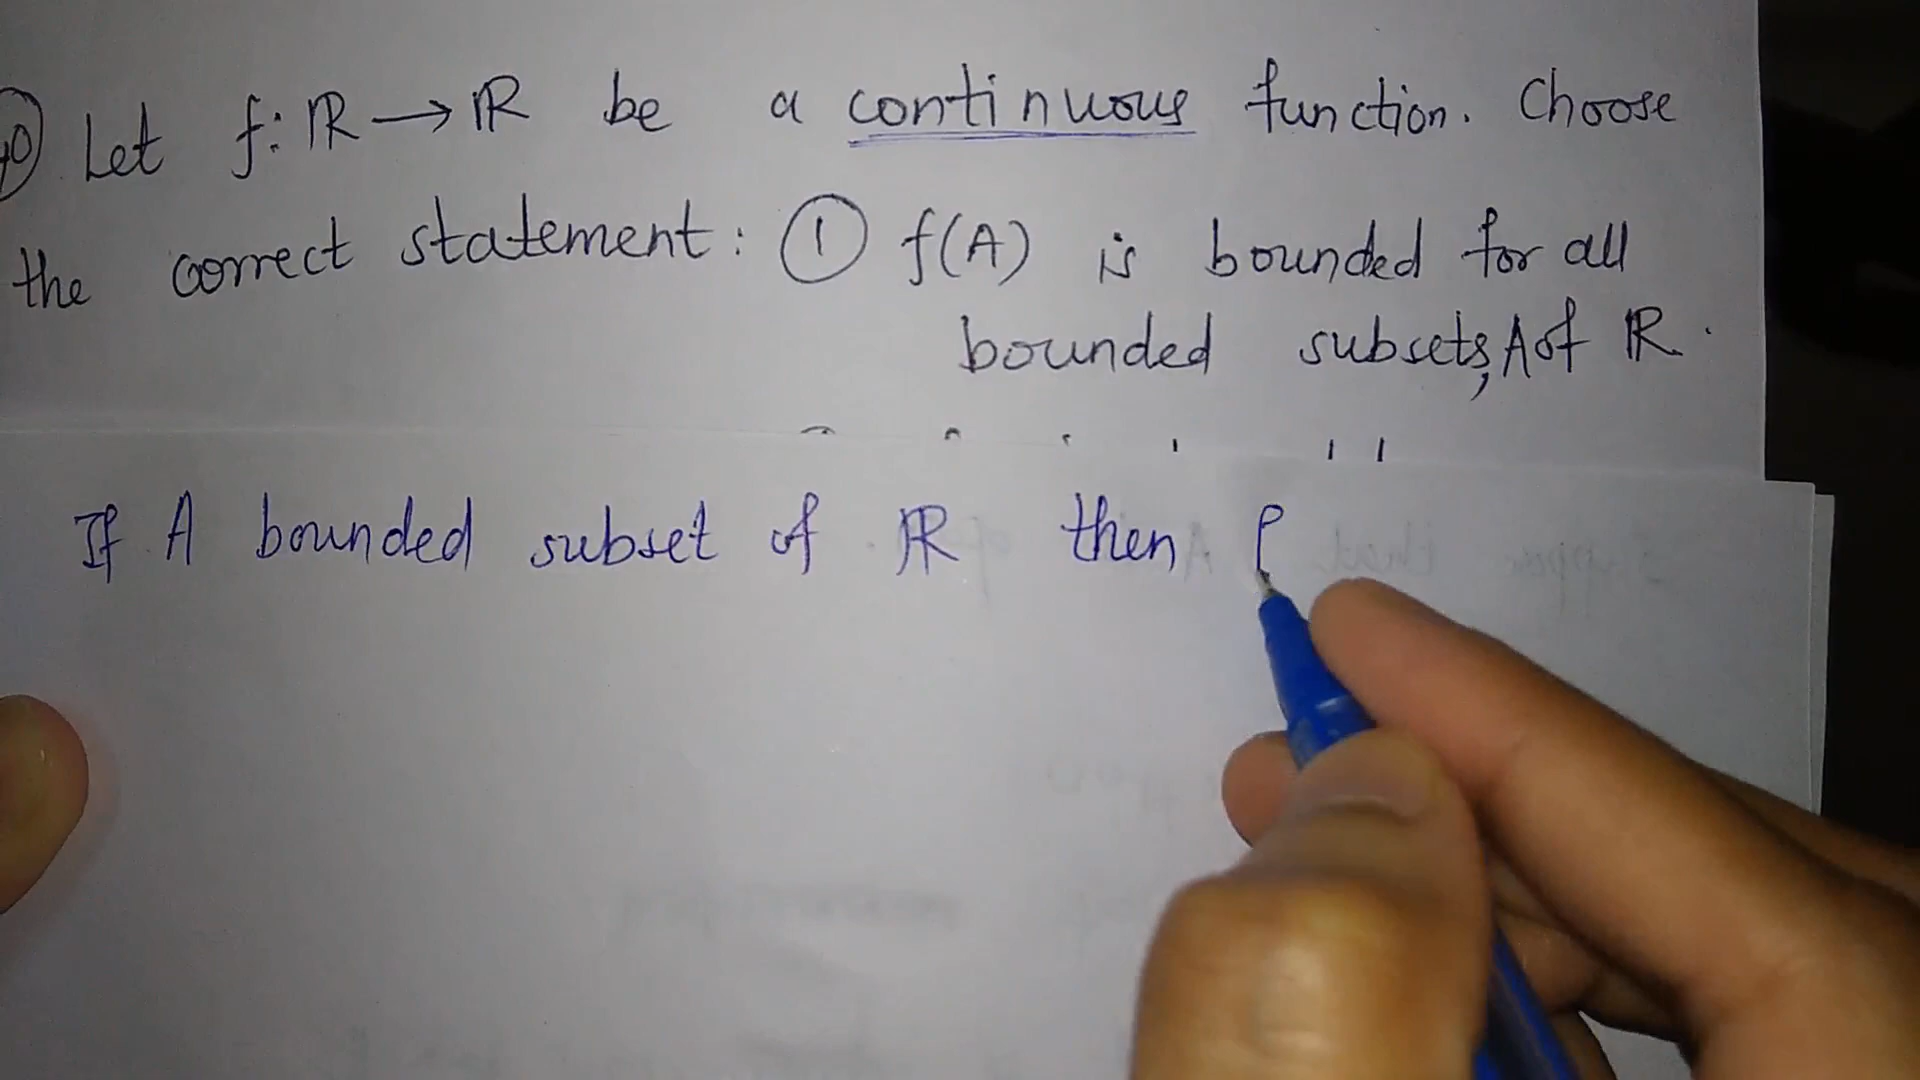 Let f: ℝ → ℝ be a continuous function. Choose
the correct statement: ① f(A) is bounded for all
bounded subsets, A of ℝ.
If A bounded subset of ℝ then